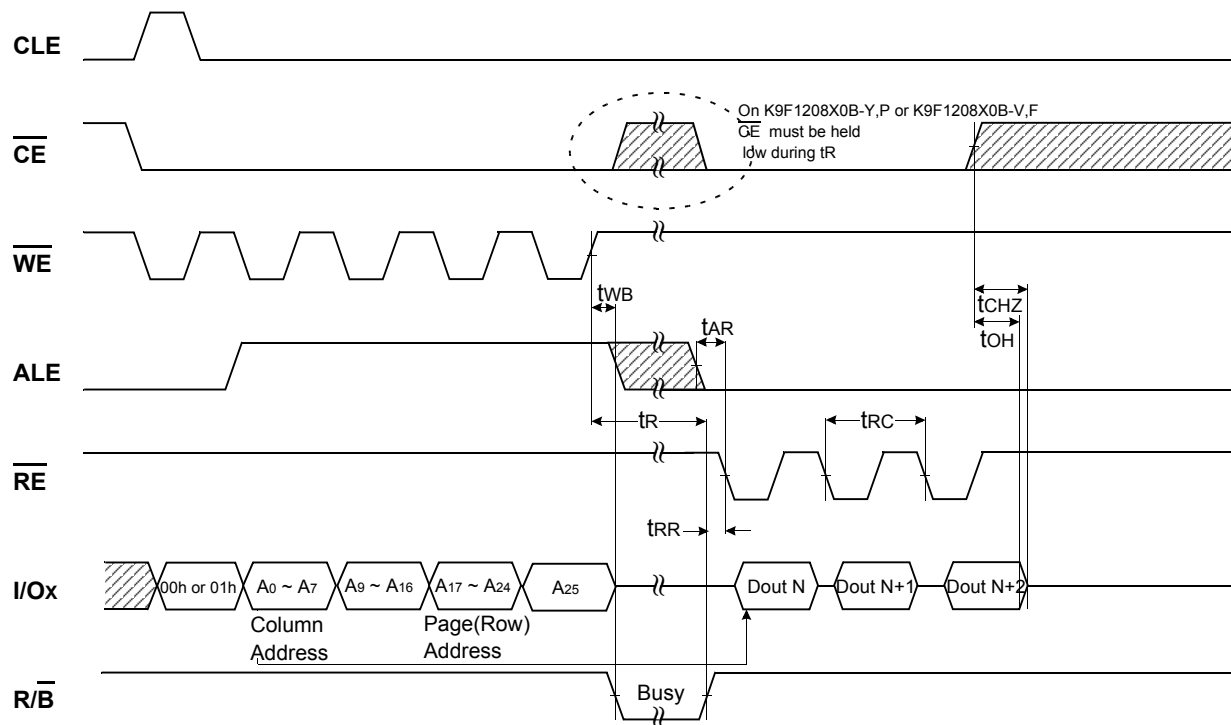 CLE
On K9F1208X0B-Y,P or K9F1208X0B-V,F
CE must be held
low during tR
CE
WE
tWB
tAR
tCHZ
tOH
ALE
tR
tRC
RE
tRR
I/Ox
00h or 01h
A0 ~ A7
A9 ~ A16
A17 ~ A24
A25
Dout N
Dout N+1
Dout N+2
Column
Address
Page(Row)
Address
R/B
Busy